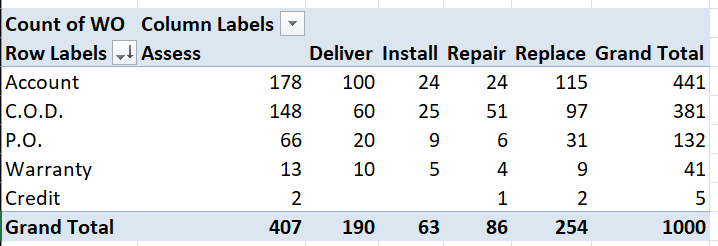 Count of WO Column Labels
Row Labels Assess Deliver Install Repair Replace Grand Total
Account 178 100 24 24 115 441
C.O.D. 148 60 25 51 97 381
P.O. 66 20 9 6 31 132
Warranty 13 10 5 4 9 41
Credit 2 1 2 5
Grand Total 407 190 63 86 254 1000